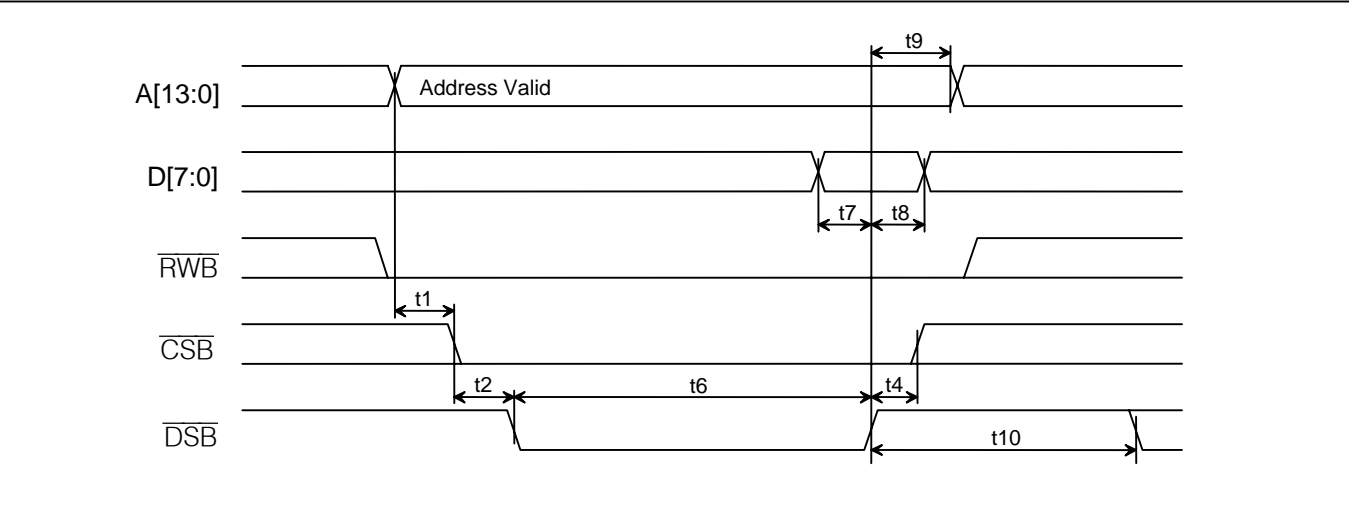 t9
A[13:0] Address Valid
D[7:0]
t7 t8
RWB
t1
CSB
t2 t6 t4
DSB
t10